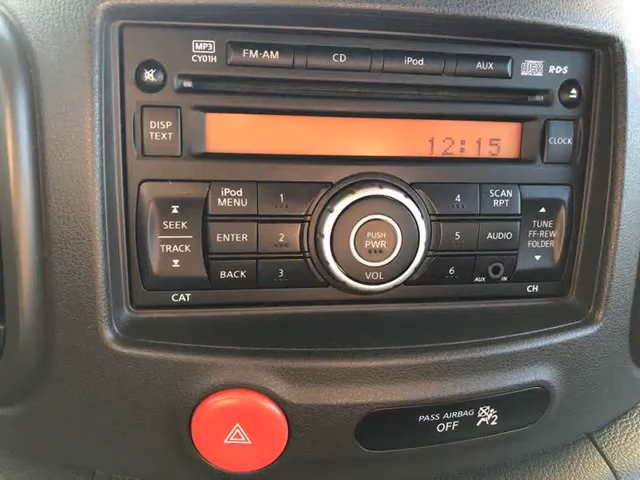 MP3
CY01H
FM·AM
CD
iPod
AUX
R·D·S
DISP
TEXT
12:15
CLOCK
iPod
MENU
1
4
SCAN
RPT
SEEK
TRACK
ENTER
2
PUSH
PWR
VOL
5
AUDIO
TUNE
FF·REW
FOLDER
BACK
3
6
AUX
IN
CAT
CH
PASS AIRBAG
OFF
2